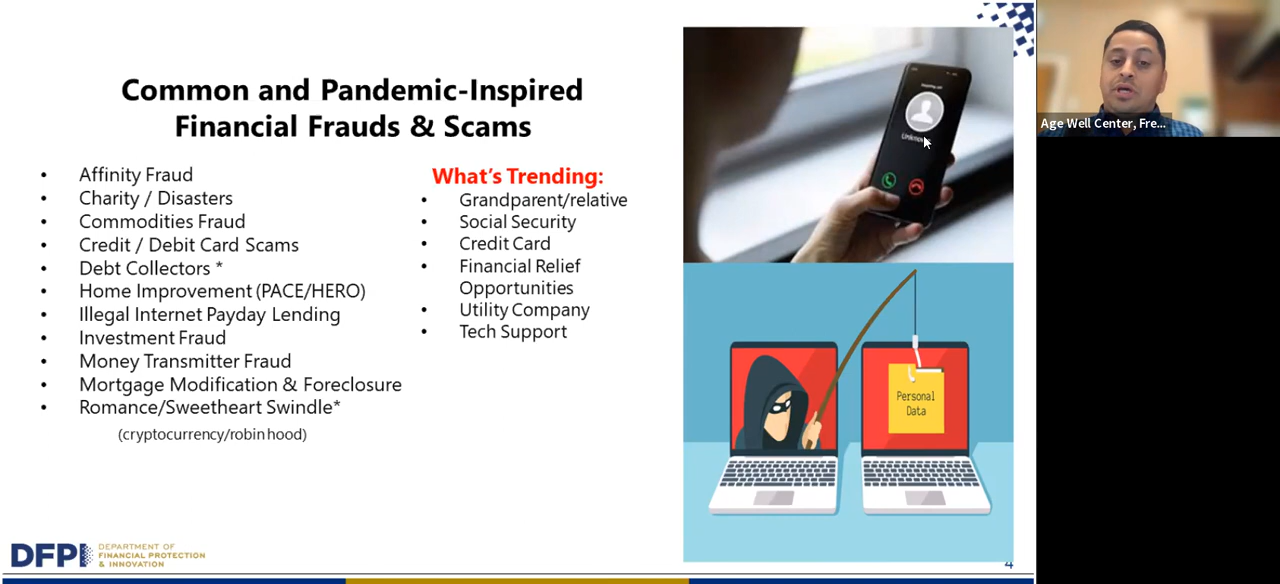 Common and Pandemic-Inspired
Financial Frauds & Scams
• Affinity Fraud
• Charity / Disasters
• Commodities Fraud
• Credit / Debit Card Scams
• Debt Collectors *
• Home Improvement (PACE/HERO)
• Illegal Internet Payday Lending
• Investment Fraud
• Money Transmitter Fraud
• Mortgage Modification & Foreclosure
• Romance/Sweetheart Swindle*
(cryptocurrency/robinhood)
What's Trending:
• Grandparent/relative
• Social Security
• Credit Card
• Financial Relief
Opportunities
• Utility Company
• Tech Support
Unknown
Personal
Data
DFPI
DEPARTMENT OF
FINANCIAL PROTECTION
& INNOVATION
4
Age Well Center, Fre...